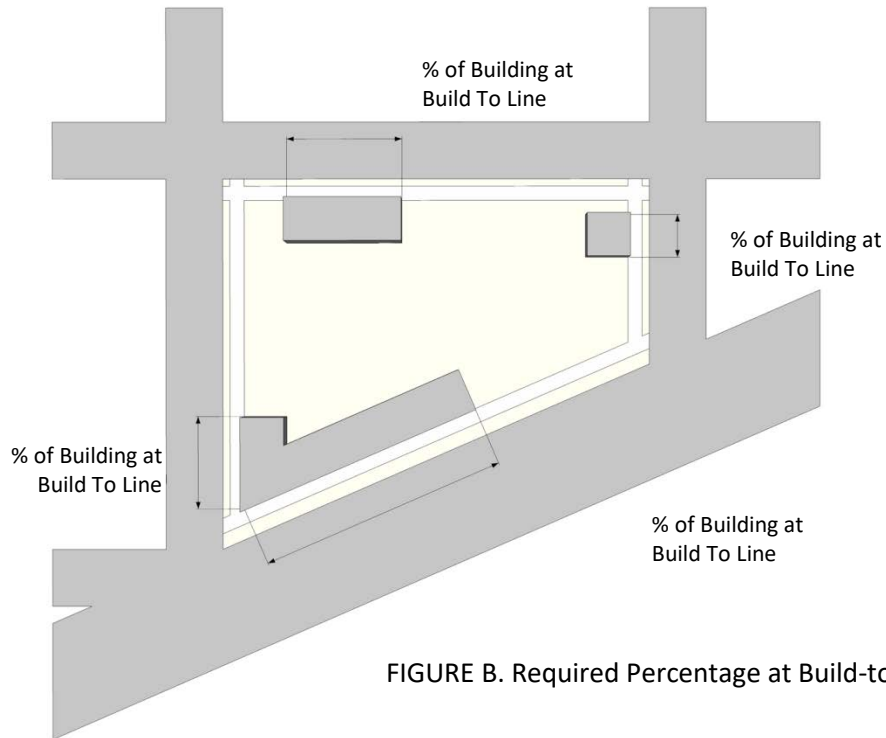 % of Building at
Build To Line
% of Building at
Build To Line
% of Building at
Build To Line
% of Building at
Build To Line
FIGURE B. Required Percentage at Build-to